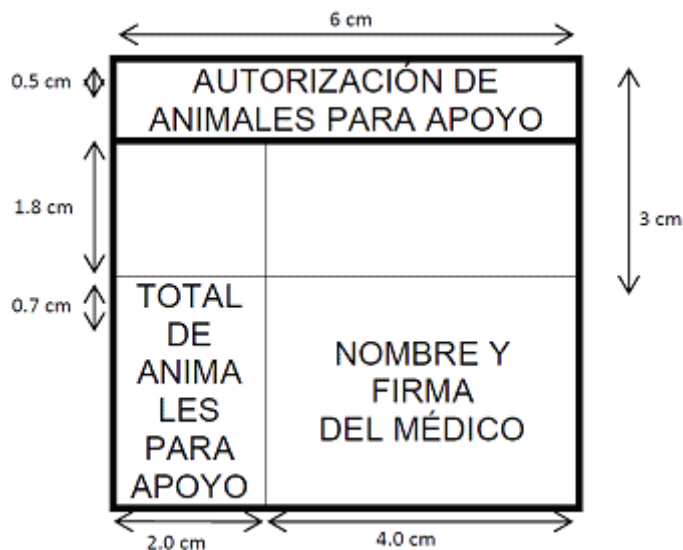 6 cm
0.5 cm
AUTORIZACIÓN DE
ANIMALES PARA APOYO
1.8 cm
3 cm
0.7 cm
TOTAL
DE
ANIMA
LES
PARA
APOYO
NOMBRE Y
FIRMA
DEL MÉDICO
2.0 cm
4.0 cm